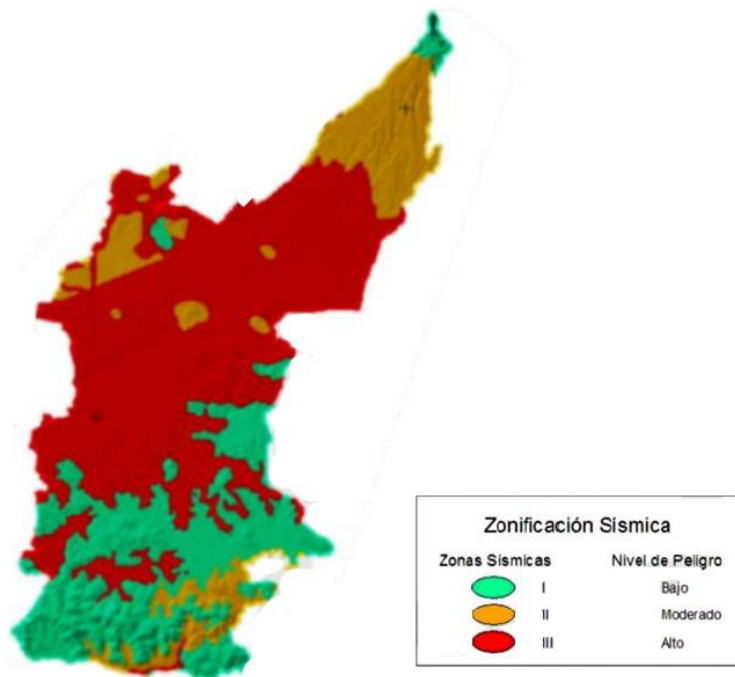 Zonificación Sísmica
Zonas Sísmicas Nivel de Peligro
I Bajo
II Moderado
III Alto